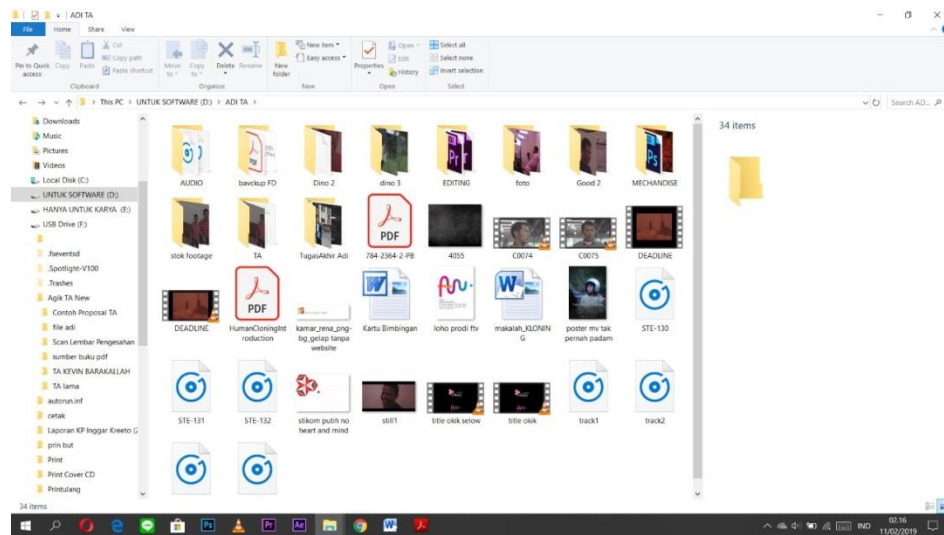 ADI TA
File Home Share View
Pin to Quick access
Copy
Paste
Cut
Copy path
Paste shortcut
Move to
Copy to
Delete
Rename
New folder
New item
Easy access
Properties
Open
Edit
History
Select all
Select none
Invert selection
Clipboard Organize New Open Select
This PC > UNTUK SOFTWARE (D:) > ADI TA >
Search AD...
Downloads
Music
Pictures
Videos
Local Disk (C:)
UNTUK SOFTWARE (D:)
HANYA UNTUK KARYA (E:)
USB Drive (F:)
.fseventsd
.Spotlight-V100
.Trashes
Agik TA New
Contoh Proposal TA
file adi
Scan Lembar Pengesahan
sumber buku pdf
TA KEVIN BARAKALLAH
TA lama
autorun.inf
cetak
Laporan KP Inggar Kreeto (2
prin but
Print
Print Cover CD
Printulang
AUDIO
bavckup FD
Dino 2
dino 3
EDITING
foto
Good 2
MECHANDISE
stok footage
TA
TugasAkhir Adi
PDF
784-2364-2-PB
4055
C0074
C0075
DEADLINE
DEADLINE
PDF
HumanCloningInt
roduction
kamar_rena_png-
bg_gelap tanpa
website
Kartu Bimbingan
loho prodi ftv
makalah_KLONIN
G
poster mv tak
pernah padam
STE-130
STE-131
STE-132
stikom putih no
heart and mind
still1
title okik selow
title okik
track1
track2
34 items
34 items
IND
02.16
11/02/2019